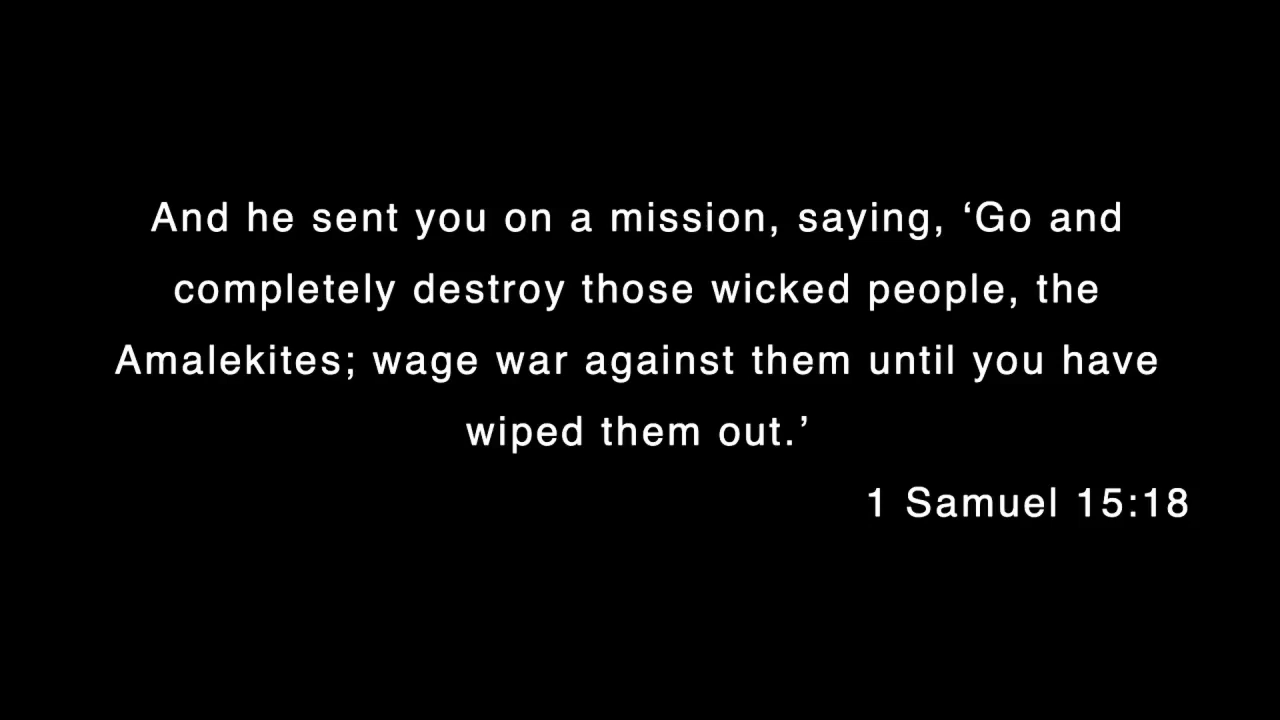 And he sent you on a mission, saying, ‘Go and
completely destroy those wicked people, the
Amalekites; wage war against them until you have
wiped them out.’
1 Samuel 15:18